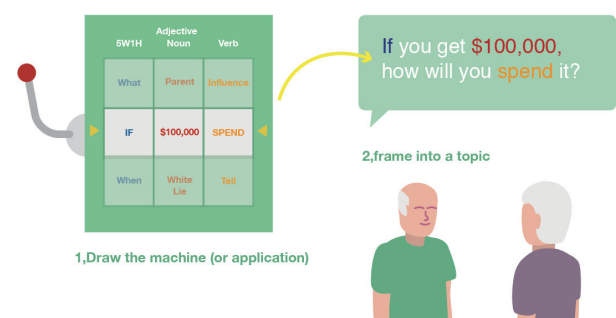 5W1H Adjective Noun Verb
What Parent Influence
IF $100,000 SPEND
When White Lie Tell
1,Draw the machine (or application)
If you get $100,000,
how will you spend it?
2,frame into a topic